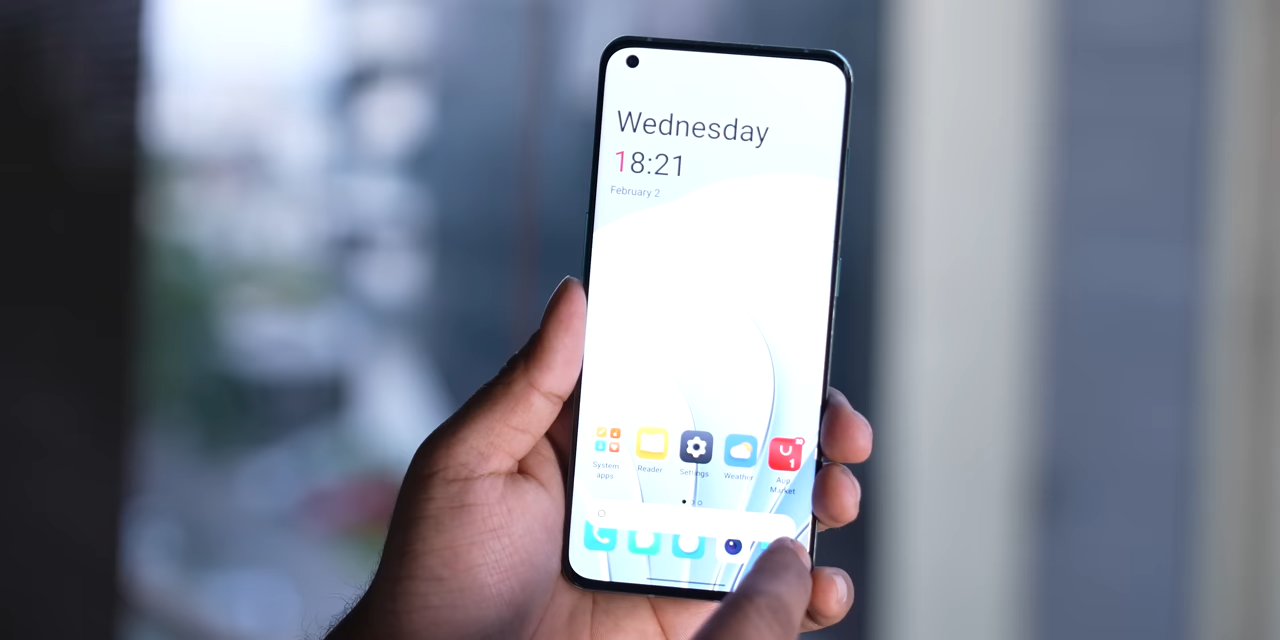 Wednesday
18:21
February 2
System apps
Reader
Settings
Weather
App Market